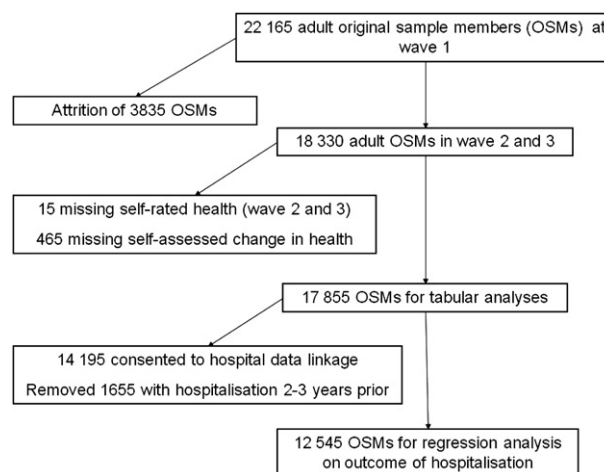 22 165 adult original sample members (OSMs) at
wave 1
Attrition of 3835 OSMs
18 330 adult OSMs in wave 2 and 3
15 missing self-rated health (wave 2 and 3)
465 missing self-assessed change in health
17 855 OSMs for tabular analyses
14 195 consented to hospital data linkage
Removed 1655 with hospitalisation 2-3 years prior
12 545 OSMs for regression analysis
on outcome of hospitalisation